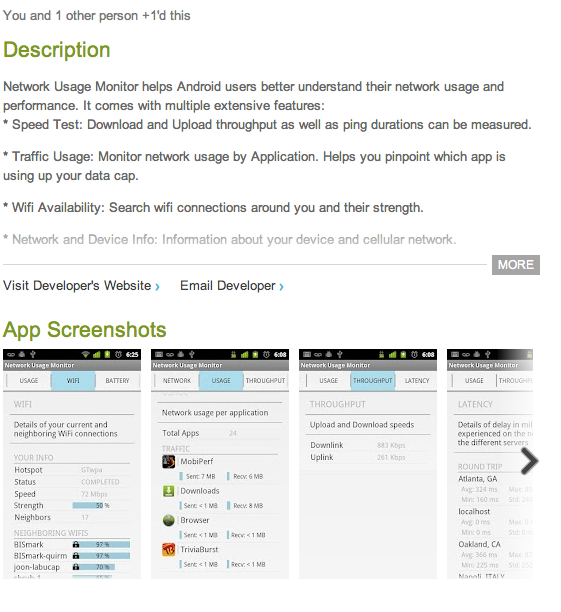 You and 1 other person +1'd this
Description
Network Usage Monitor helps Android users better understand their network usage and
performance. It comes with multiple extensive features:
* Speed Test: Download and Upload throughput as well as ping durations can be measured.
* Traffic Usage: Monitor network usage by Application. Helps you pinpoint which app is
using up your data cap.
* Wifi Availability: Search wifi connections around you and their strength.
* Network and Device Info: Information about your device and cellular network.
MORE
Visit Developer's Website › Email Developer ›
App Screenshots
6:25
Network Usage Monitor
USAGE WIFI BATTERY
WIFI
Details of your current and
neighboring WiFi connections
YOUR INFO
Hotspot GTwpa
Status COMPLETED
Speed 72 Mbps
Strength 50 %
Neighbors 17
NEIGHBORING WIFIS
BISmark 97 %
BISmark-quirm 97 %
joon-labucap 70 %
6:08
Network Usage Monitor
NETWORK USAGE THROUGHPUT
Network usage per application
Total Apps 24
TRAFFIC
MobiPerf
Sent: 7 MB Recv: 6 MB
Downloads
Sent: < 1 MB Recv: 8 MB
Browser
Sent: < 1 MB Recv: < 1 MB
TriviaBurst
Sent: < 1 MB Recv: < 1 MB
6:08
Network Usage Monitor
USAGE THROUGHPUT LATENCY
THROUGHPUT
Upload and Download speeds
Downlink 883 Kbps
Uplink 261 Kbps
Network Usage Monitor
USAGE THROUGH
LATENCY
Details of delay in mil
experienced on the n
the different servers
ROUND TRIP
Atlanta, GA
Avg: 324 ms
Min: 160 ms
localhost
Avg: 0 ms
Min: 0 ms
Oakland, CA
Avg: 366 ms
Min: 225 ms
Napoli, ITALY